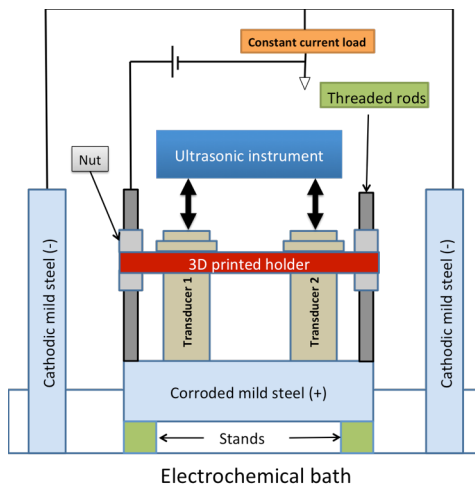 Constant current load
Threaded rods
Nut
Ultrasonic instrument
3D printed holder
Transducer 1
Transducer 2
Cathodic mild steel (-)
Cathodic mild steel (-)
Corroded mild steel (+)
Stands
Electrochemical bath